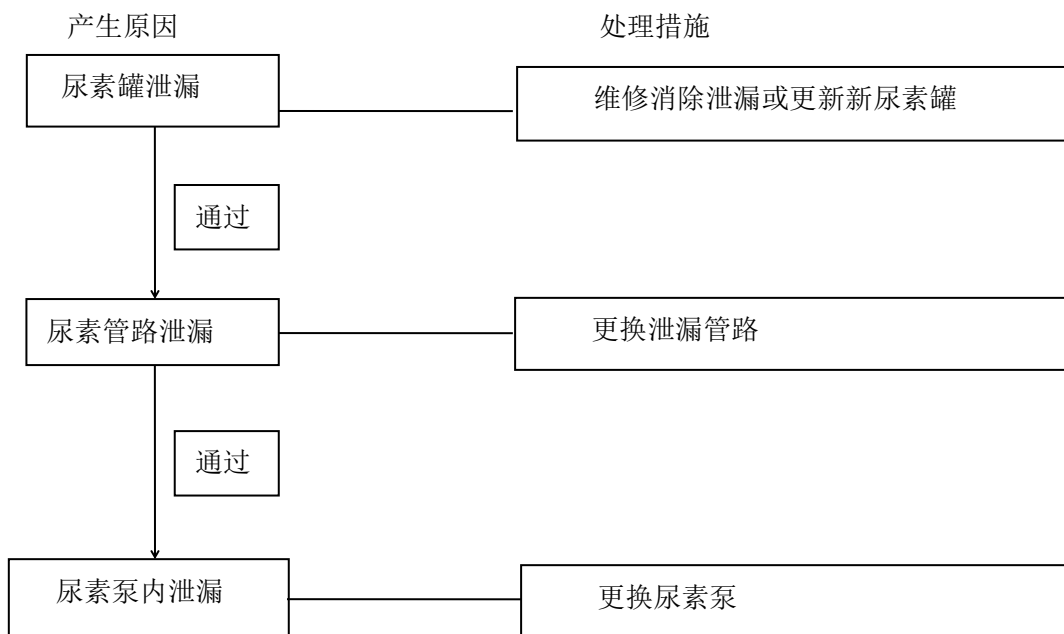 产生原因
处理措施
尿素罐泄漏
维修消除泄漏或更新新尿素罐
通过
尿素管路泄漏
更换泄漏管路
通过
尿素泵内泄漏
更换尿素泵